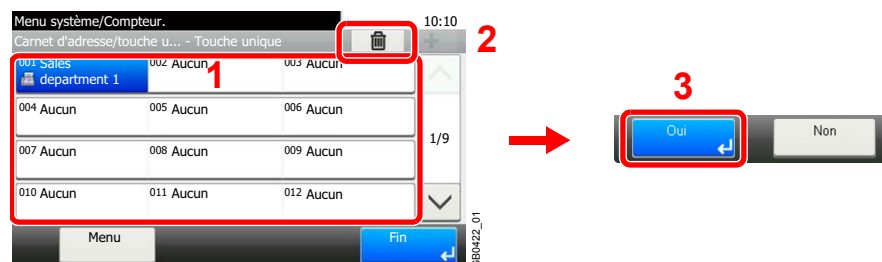 Menu système/Compteur. 10:10
Carnet d'adresse/touche u... - Touche unique
2
001 Sales department 1
002 Aucun
003 Aucun
1
004 Aucun
005 Aucun
006 Aucun
1/9
007 Aucun
008 Aucun
009 Aucun
010 Aucun
011 Aucun
012 Aucun
Menu
Fin
3
Oui
Non